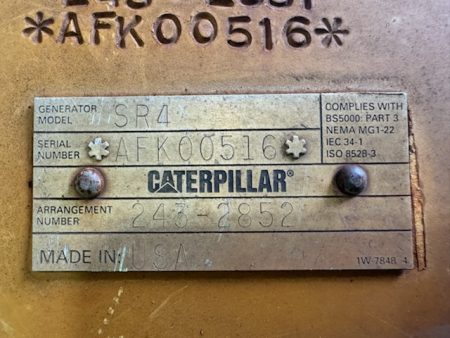 *AFK00516*
GENERATOR MODEL SR4
SERIAL NUMBER *AFK00516*
COMPLIES WITH
BS5000: PART 3
NEMA MG1-22
IEC 34-1
ISO 8528-3
CATERPILLAR®
ARRANGEMENT NUMBER 243-2852
MADE IN: USA
1W-7848 4